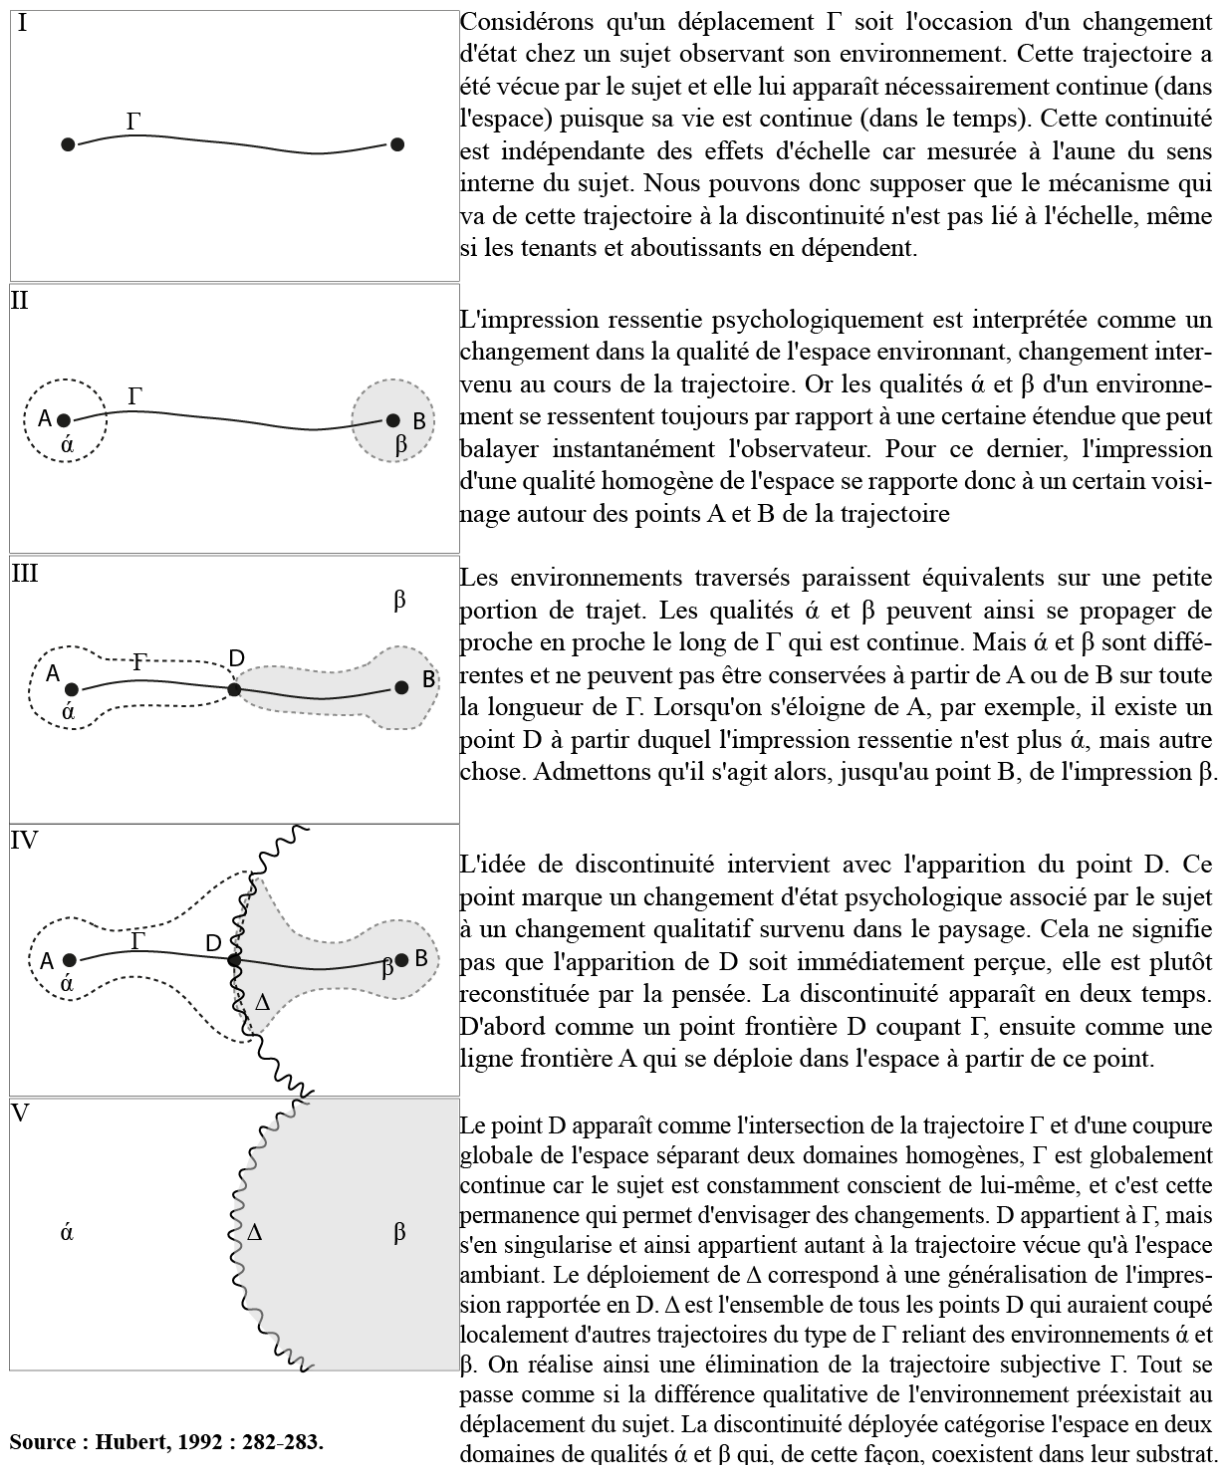 I
Γ
Considérons qu'un déplacement Γ soit l'occasion d'un changement
d'état chez un sujet observant son environnement. Cette trajectoire a
été vécue par le sujet et elle lui apparaît nécessairement continue (dans
l'espace) puisque sa vie est continue (dans le temps). Cette continuité
est indépendante des effets d'échelle car mesurée à l'aune du sens
interne du sujet. Nous pouvons donc supposer que le mécanisme qui
va de cette trajectoire à la discontinuité n'est pas lié à l'échelle, même
si les tenants et aboutissants en dépendent.
II
Γ
A
B
ά
β
L'impression ressentie psychologiquement est interprétée comme un
changement dans la qualité de l'espace environnant, changement inter-
venu au cours de la trajectoire. Or les qualités ά et β d'un environne-
ment se ressentent toujours par rapport à une certaine étendue que peut
balayer instantanément l'observateur. Pour ce dernier, l'impression
d'une qualité homogène de l'espace se rapporte donc à un certain voisi-
nage autour des points A et B de la trajectoire
III
β
A
Γ
D
B
ά
Les environnements traversés paraissent équivalents sur une petite
portion de trajet. Les qualités ά et β peuvent ainsi se propager de
proche en proche le long de Γ qui est continue. Mais ά et β sont diffé-
rentes et ne peuvent pas être conservées à partir de A ou de B sur toute
la longueur de Γ. Lorsqu'on s'éloigne de A, par exemple, il existe un
point D à partir duquel l'impression ressentie n'est plus ά, mais autre
chose. Admettons qu'il s'agit alors, jusqu'au point B, de l'impression β.
IV
A
Γ
D
B
ά
β
Δ
L'idée de discontinuité intervient avec l'apparition du point D. Ce
point marque un changement d'état psychologique associé par le sujet
à un changement qualitatif survenu dans le paysage. Cela ne signifie
pas que l'apparition de D soit immédiatement perçue, elle est plutôt
reconstituée par la pensée. La discontinuité apparaît en deux temps.
D'abord comme un point frontière D coupant Γ, ensuite comme une
ligne frontière A qui se déploie dans l'espace à partir de ce point.
V
ά
Δ
β
Le point D apparaît comme l'intersection de la trajectoire Γ et d'une coupure
globale de l'espace séparant deux domaines homogènes, Γ est globalement
continue car le sujet est constamment conscient de lui-même, et c'est cette
permanence qui permet d'envisager des changements. D appartient à Γ, mais
s'en singularise et ainsi appartient autant à la trajectoire vécue qu'à l'espace
ambiant. Le déploiement de Δ correspond à une généralisation de l'impres-
sion rapportée en D. Δ est l'ensemble de tous les points D qui auraient coupé
localement d'autres trajectoires du type de Γ reliant des environnements ά et
β. On réalise ainsi une élimination de la trajectoire subjective Γ. Tout se
passe comme si la différence qualitative de l'environnement préexistait au
déplacement du sujet. La discontinuité déployée catégorise l'espace en deux
domaines de qualités ά et β qui, de cette façon, coexistent dans leur substrat.
Source : Hubert, 1992 : 282-283.